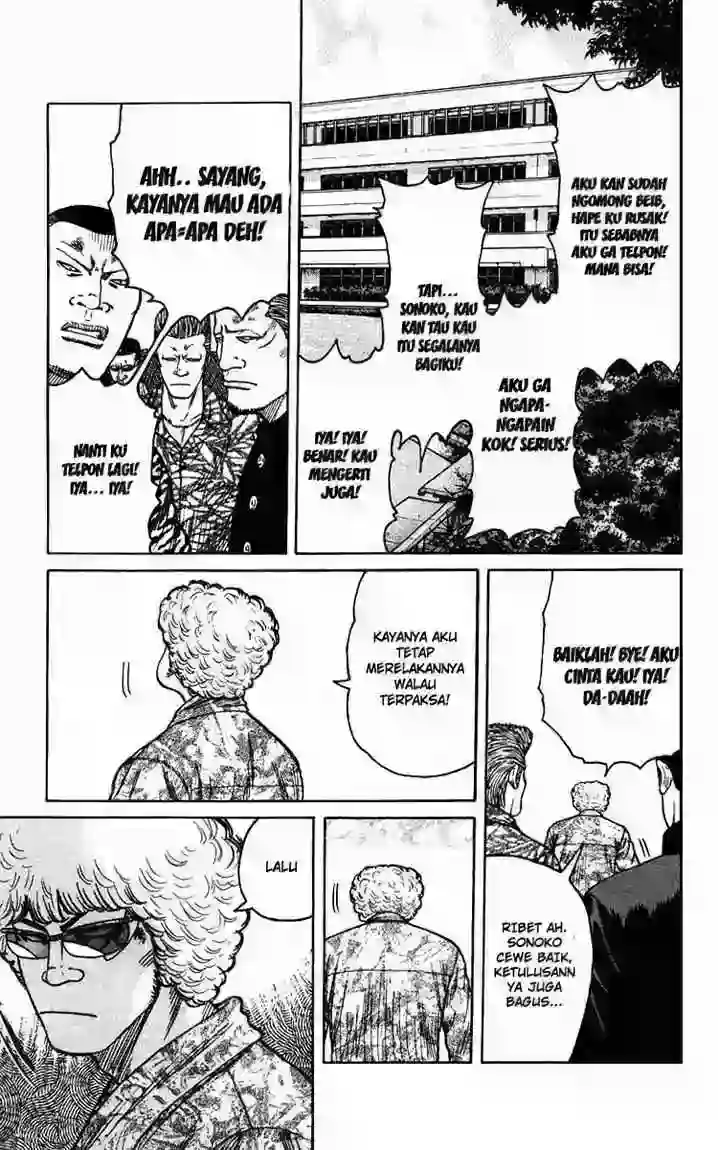 AKU KAN SUDAH
NGOMONG BEIB,
HAPE KU RUSAK!
ITU SEBABNYA
AKU GA TELPON!
MANA BISA!
TAPI...
SONOKO, KAU
KAN TAU KAU
ITU SEGALANYA
BAGIKU!
AKU GA
NGAPA-
NGAPAIN
KOK! SERIUS!
IYA! IYA!
BENAR! KAU
MENGERTI
JUGA!
AHH.. SAYANG,
KAYANYA MAU ADA
APA=APA DEH!
NANTI KU
TELPON LAGI!
IYA... IYA!
BAIKLAH! BYE! AKU
CINTA KAU! IYA!
DA-DAAH!
RIBET AH.
SONOKO
CEWE BAIK,
KETULUSANN
YA JUGA
BAGUS...
KAYANYA AKU
TETAP
MERELAKANNYA
WALAU
TERPAKSA!
LALU